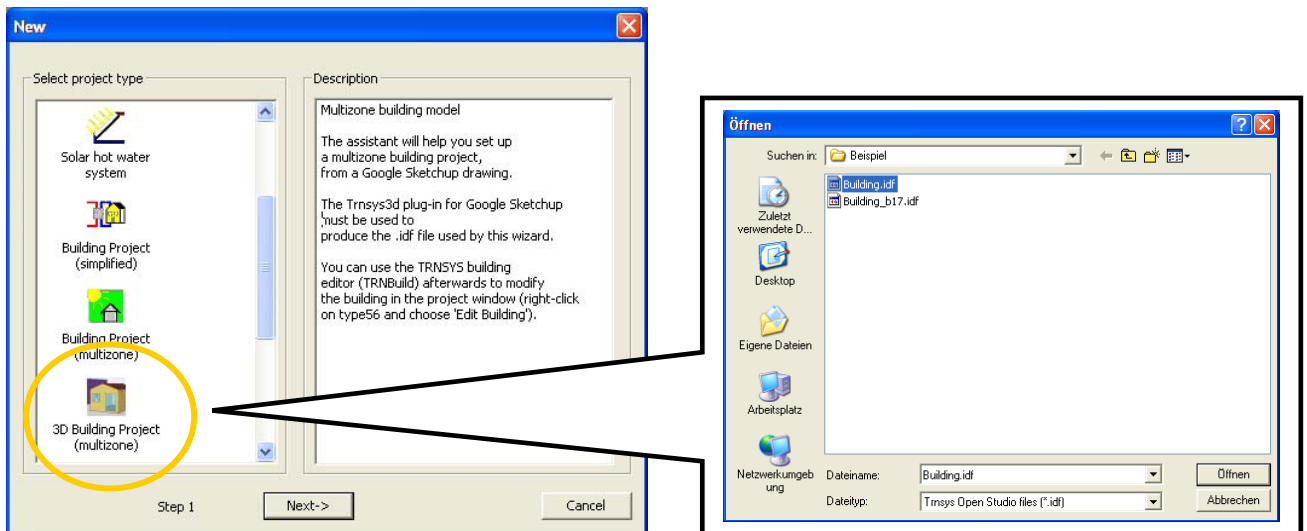 New
Select project type
Solar hot water
system
Building Project
(simplified)
Building Project
(multizone)
3D Building Project
(multizone)
Description
Multizone building model
The assistant will help you set up
a multizone building project,
from a Google Sketchup drawing.
The Trnsys3d plug-in for Google Sketchup
must be used to
produce the .idf file used by this wizard.
You can use the TRNSYS building
editor (TRNBuild) afterwards to modify
the building in the project window (right-click
on type56 and choose 'Edit Building').
Step 1
Next->
Cancel
Öffnen
Suchen in:
Beispiel
Zuletzt
verwendete D...
Desktop
Eigene Dateien
Arbeitsplatz
Netzwerkumgeb
ung
Building.idf
Building_b17.idf
Dateiname:
Building.idf
Öffnen
Dateityp:
Trnsys Open Studio files (*.idf)
Abbrechen